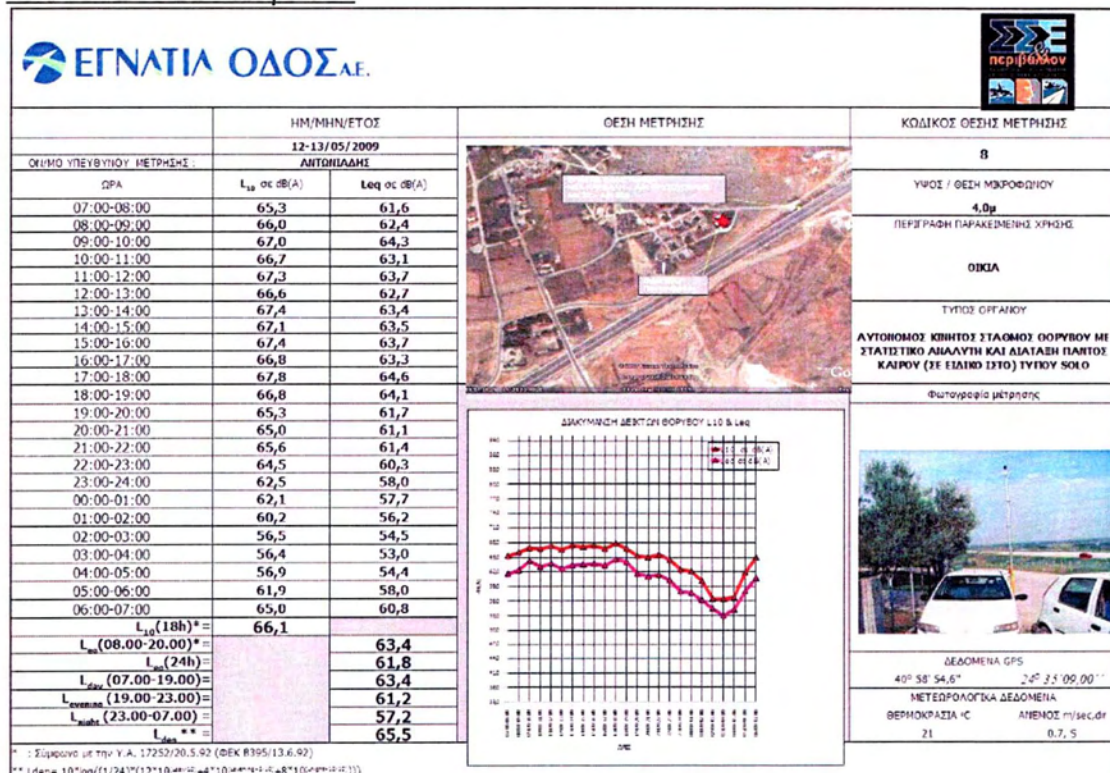 ΕΓΝΑΤΙΑ ΟΔΟΣ Α.Ε.
ΣΣΕ
&
περιβάλλον
ΗΜ/ΜΗΝ/ΕΤΟΣ
ΘΕΣΗ ΜΕΤΡΗΣΗΣ
ΚΩΔΙΚΟΣ ΘΕΣΗΣ ΜΕΤΡΗΣΗΣ
12-13/05/2009
8
ΟΝ/ΜΟ ΥΠΕΥΘΥΝΟΥ ΜΕΤΡΗΣΗΣ :
ΑΝΤΩΝΙΑΔΗΣ
ΩΡΑ
L10 σε dB(A)
Leq σε dB(A)
07:00-08:00 65,3 61,6
08:00-09:00 66,0 62,4
09:00-10:00 67,0 64,3
10:00-11:00 66,7 63,1
11:00-12:00 67,3 63,7
12:00-13:00 66,6 62,7
13:00-14:00 67,4 63,4
14:00-15:00 67,1 63,5
15:00-16:00 67,4 63,7
16:00-17:00 66,8 63,3
17:00-18:00 67,8 64,6
18:00-19:00 66,8 64,1
19:00-20:00 65,3 61,7
20:00-21:00 65,0 61,1
21:00-22:00 65,6 61,4
22:00-23:00 64,5 60,3
23:00-24:00 62,5 58,0
00:00-01:00 62,1 57,7
01:00-02:00 60,2 56,2
02:00-03:00 56,5 54,5
03:00-04:00 56,4 53,0
04:00-05:00 56,9 54,4
05:00-06:00 61,9 58,0
06:00-07:00 65,0 60,8
L10(18h)* = 66,1
Leq(08.00-20.00)* = 63,4
Leq(24h)= 61,8
Lday (07.00-19.00)= 63,4
Levening (19.00-23.00) = 61,2
Lnight (23.00-07.00) = 57,2
Lden ** = 65,5
ΥΨΟΣ / ΘΕΣΗ ΜΙΚΡΟΦΩΝΟΥ
4,0μ
ΠΕΡΙΓΡΑΦΗ ΠΑΡΑΚΕΙΜΕΝΗΣ ΧΡΗΣΗΣ
ΟΙΚΙΑ
ΤΥΠΟΣ ΟΡΓΑΝΟΥ
ΑΥΤΟΝΟΜΟΣ ΚΙΝΗΤΟΣ ΣΤΑΘΜΟΣ ΘΟΡΥΒΟΥ ΜΕ
ΣΤΑΤΙΣΤΙΚΟ ΑΝΑΛΥΤΗ ΚΑΙ ΔΙΑΤΑΞΗ ΠΑΝΤΟΣ
ΚΑΙΡΟΥ (ΣΕ ΕΙΔΙΚΟ ΙΣΤΟ) ΤΥΠΟΥ SOLO
Φωτογραφία μέτρησης
ΔΙΑΚΥΜΑΝΣΗ ΔΕΙΚΤΩΝ ΘΟΡΥΒΟΥ L10 & Leq
L10 σε dB(A)
Leq σε dB(A)
ΔΕΔΟΜΕΝΑ GPS
40º 58' 54,6" 24º 35'09,00''
ΜΕΤΕΩΡΟΛΟΓΙΚΑ ΔΕΔΟΜΕΝΑ
ΘΕΡΜΟΚΡΑΣΙΑ ºC ΑΝΕΜΟΣ m/sec,dir
21 0.7, S
* : Σύμφωνα με την Υ.Α. 17252/20.5.92 (ΦΕΚ Β395/13.6.92)